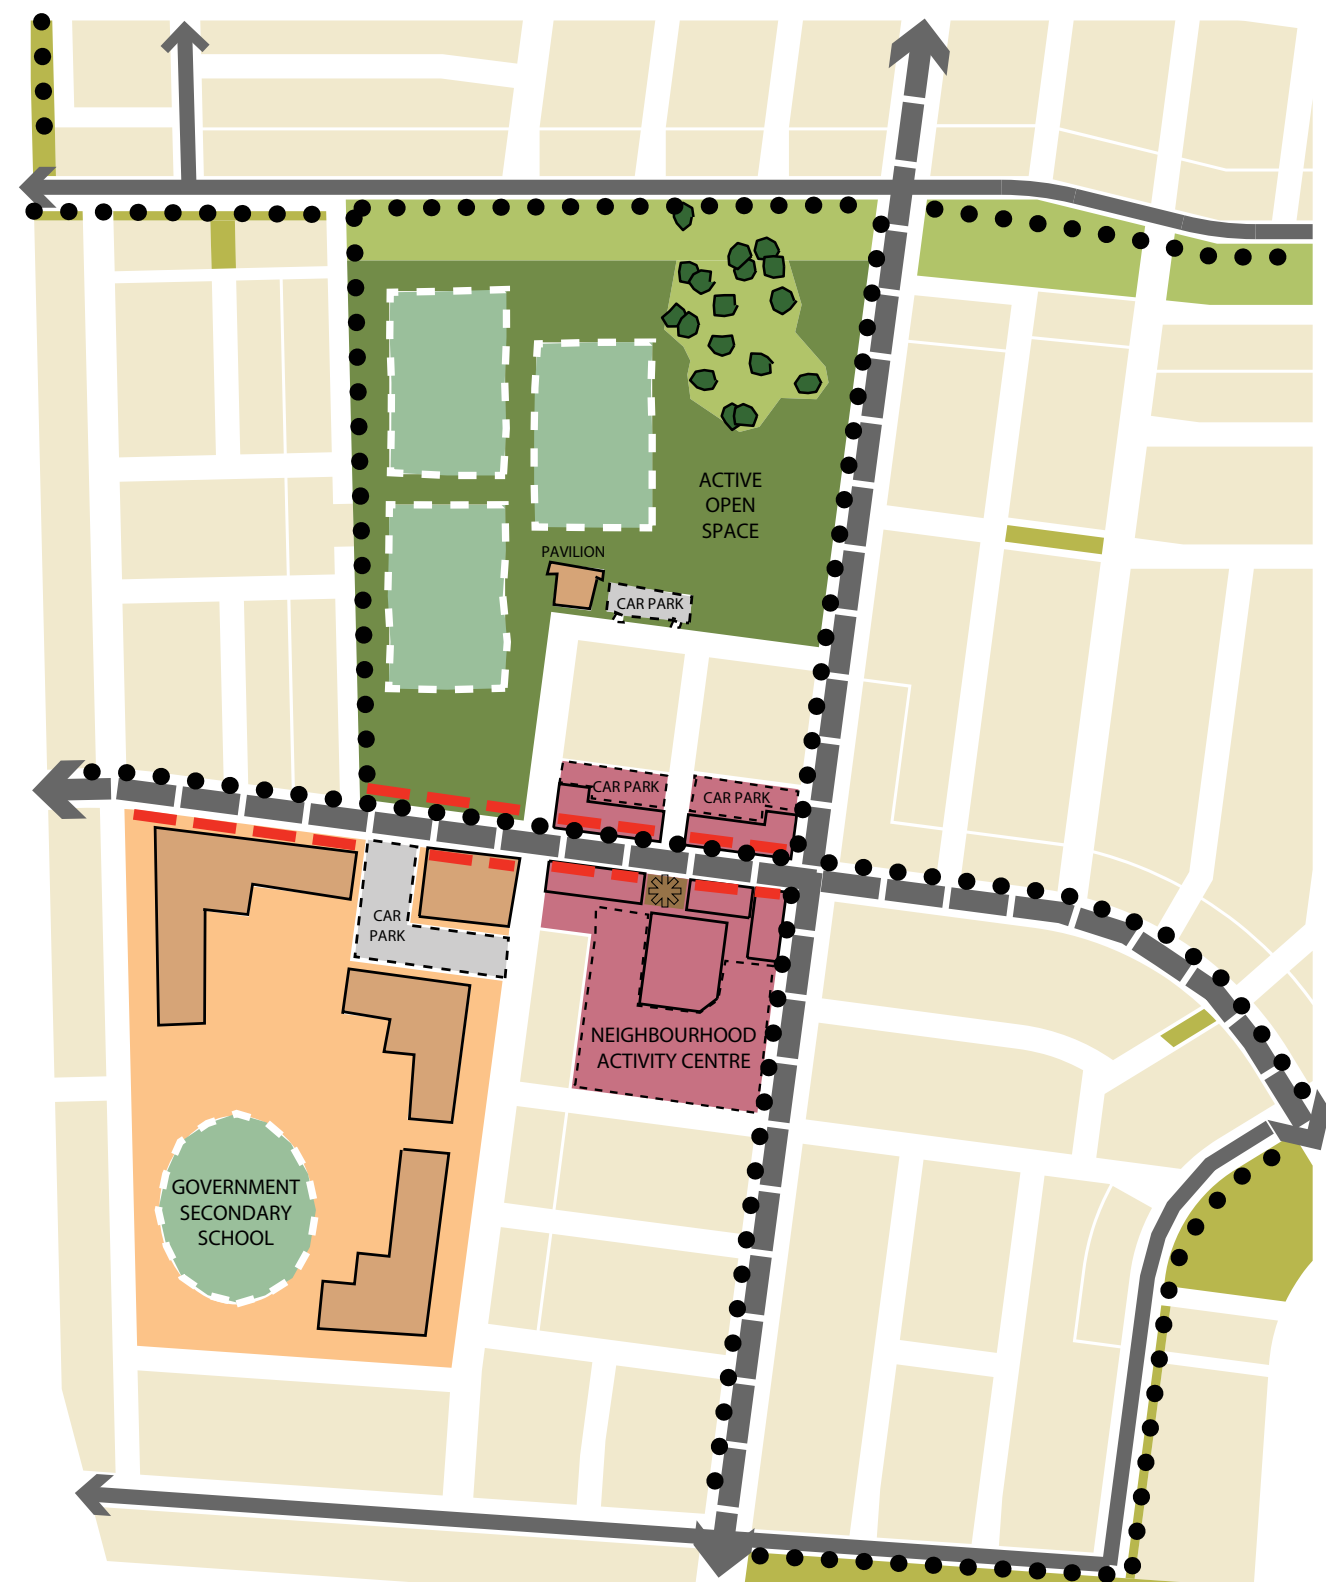 ACTIVE
OPEN
SPACE
PAVILION
CAR PARK
CAR PARK
CAR PARK
CAR
PARK
NEIGHBOURHOOD
ACTIVITY CENTRE
GOVERNMENT
SECONDARY
SCHOOL